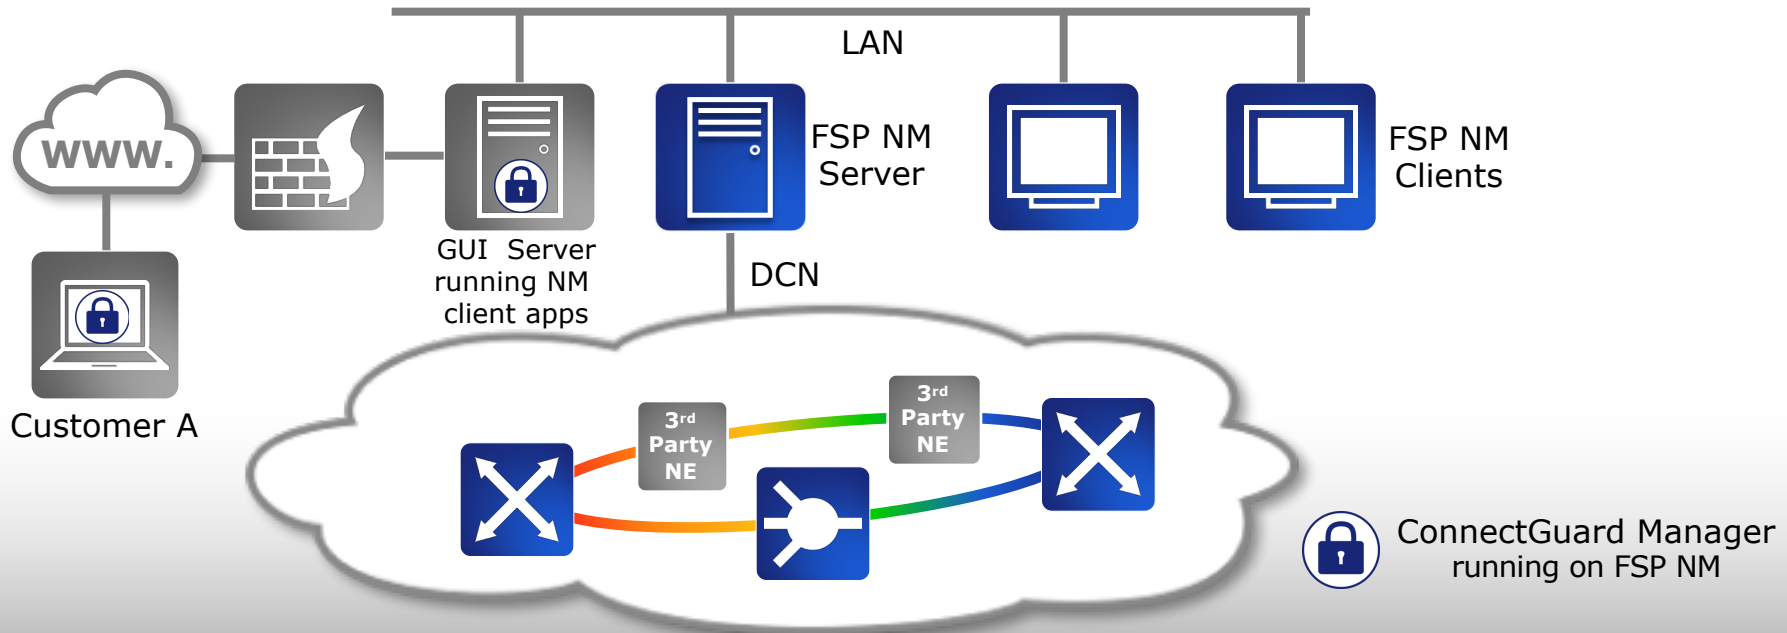 LAN
www.
FSP NM
Server
FSP NM
Clients
GUI  Server
running NM
client apps
DCN
Customer A
3rd
Party
NE
3rd
Party
NE
ConnectGuard Manager
running on FSP NM